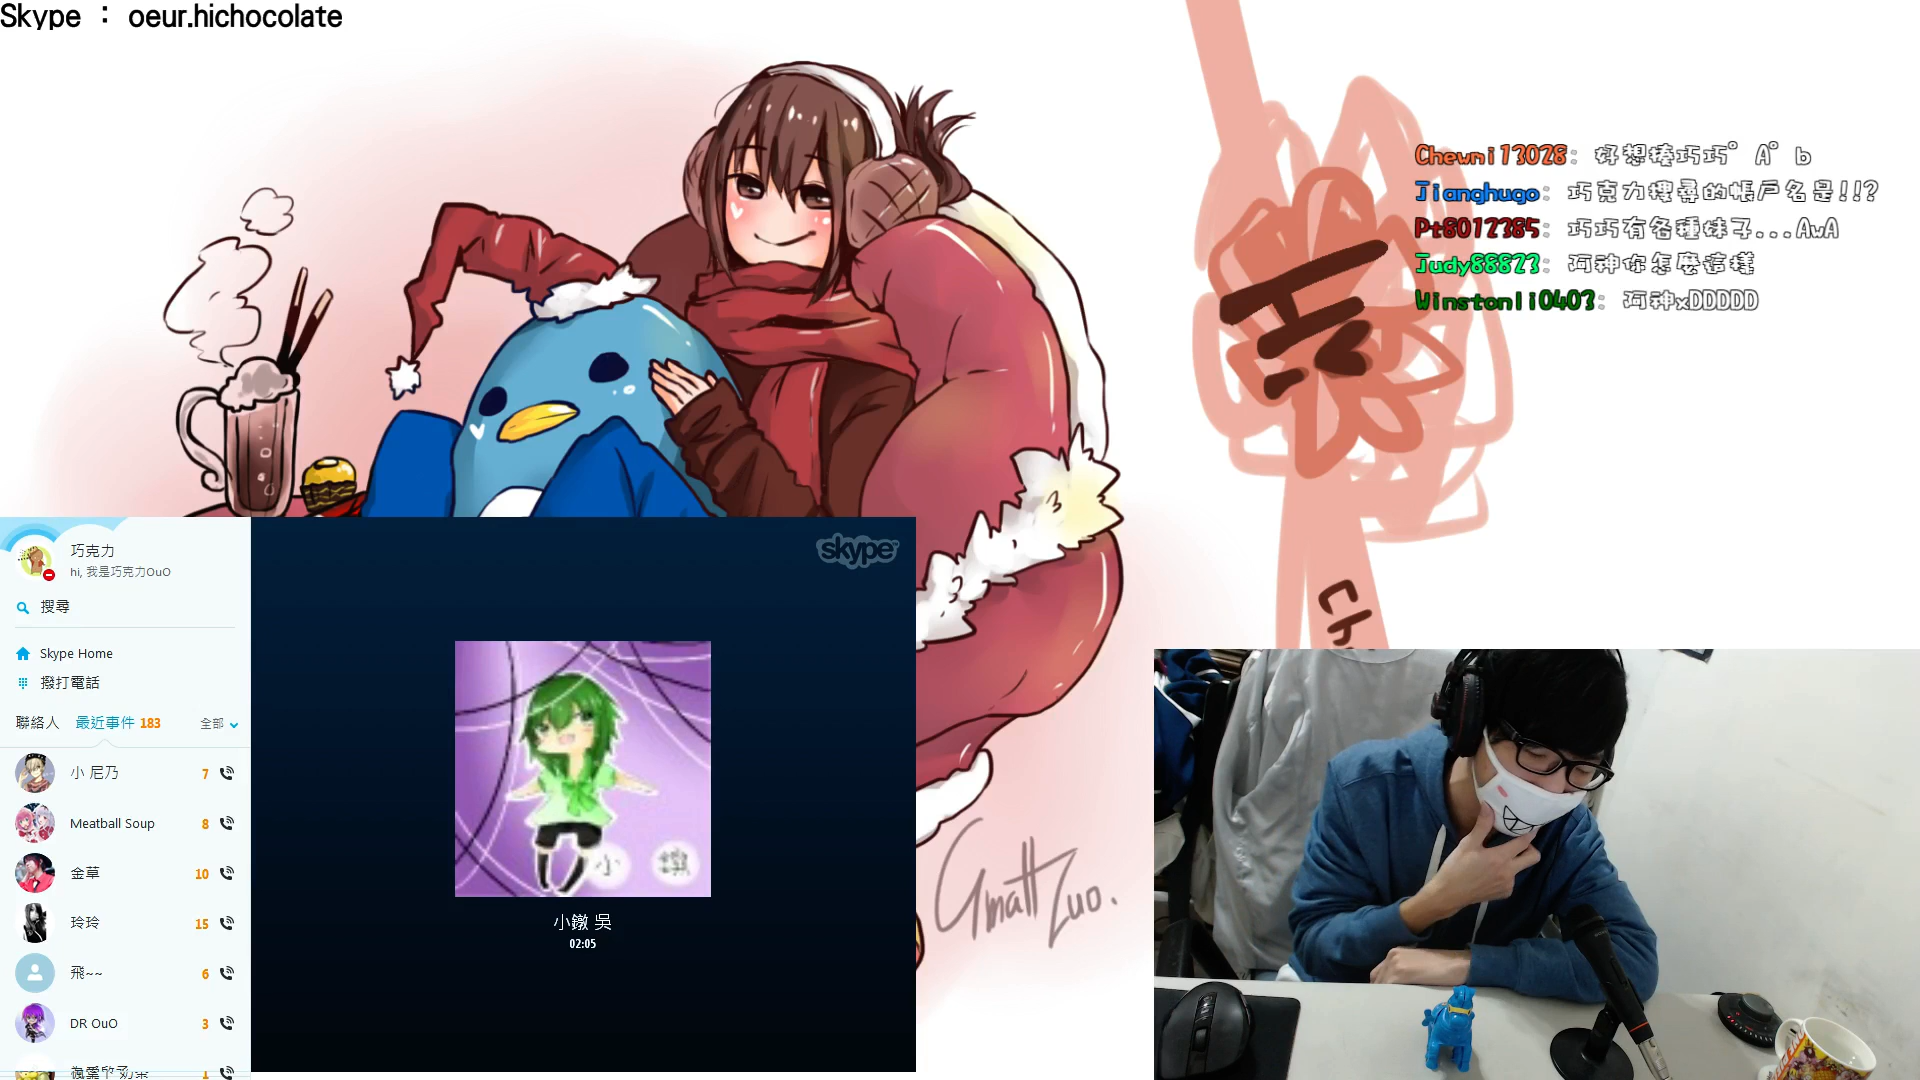 Skype : oeur.hichocolate
Chewni13028: 好想揍巧巧°A°b
Jianghugo: 巧克力搜尋的帳戶名是!!?
Pt8012385: 巧巧有各種妹子...AwA
Judy88823: 阿神你怎麼這樣
Winstonli0403: 阿神xDDDDD
Ch
巧克力
hi, 我是巧克力OuO
搜尋
Skype Home
撥打電話
聯絡人 最近事件 183 全部
小 尼乃 7
Meatball Soup 8
金草 10
玲玲 15
飛~~ 6
DR OuO 3
skype
小鐓 吳
02:05
Gmatt Zuo.